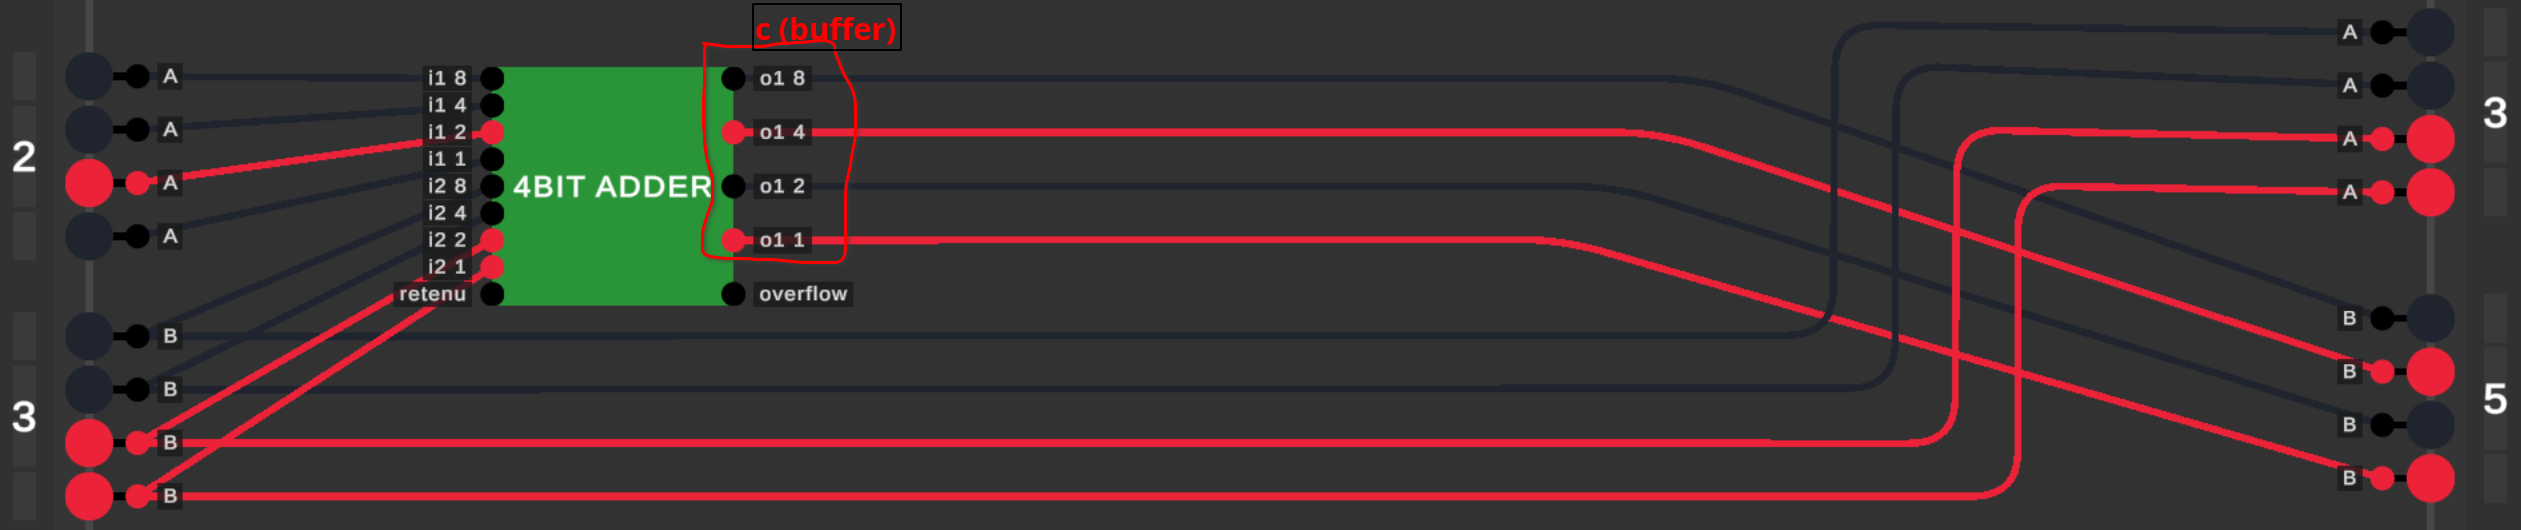 c (buffer)
2
A
A
A
A
3
B
B
B
B
i1 8
i1 4
i1 2
i1 1
i2 8
i2 4
i2 2
i2 1
retenu
4BIT ADDER
o1 8
o1 4
o1 2
o1 1
overflow
A
A
A
A
3
B
B
B
B
5